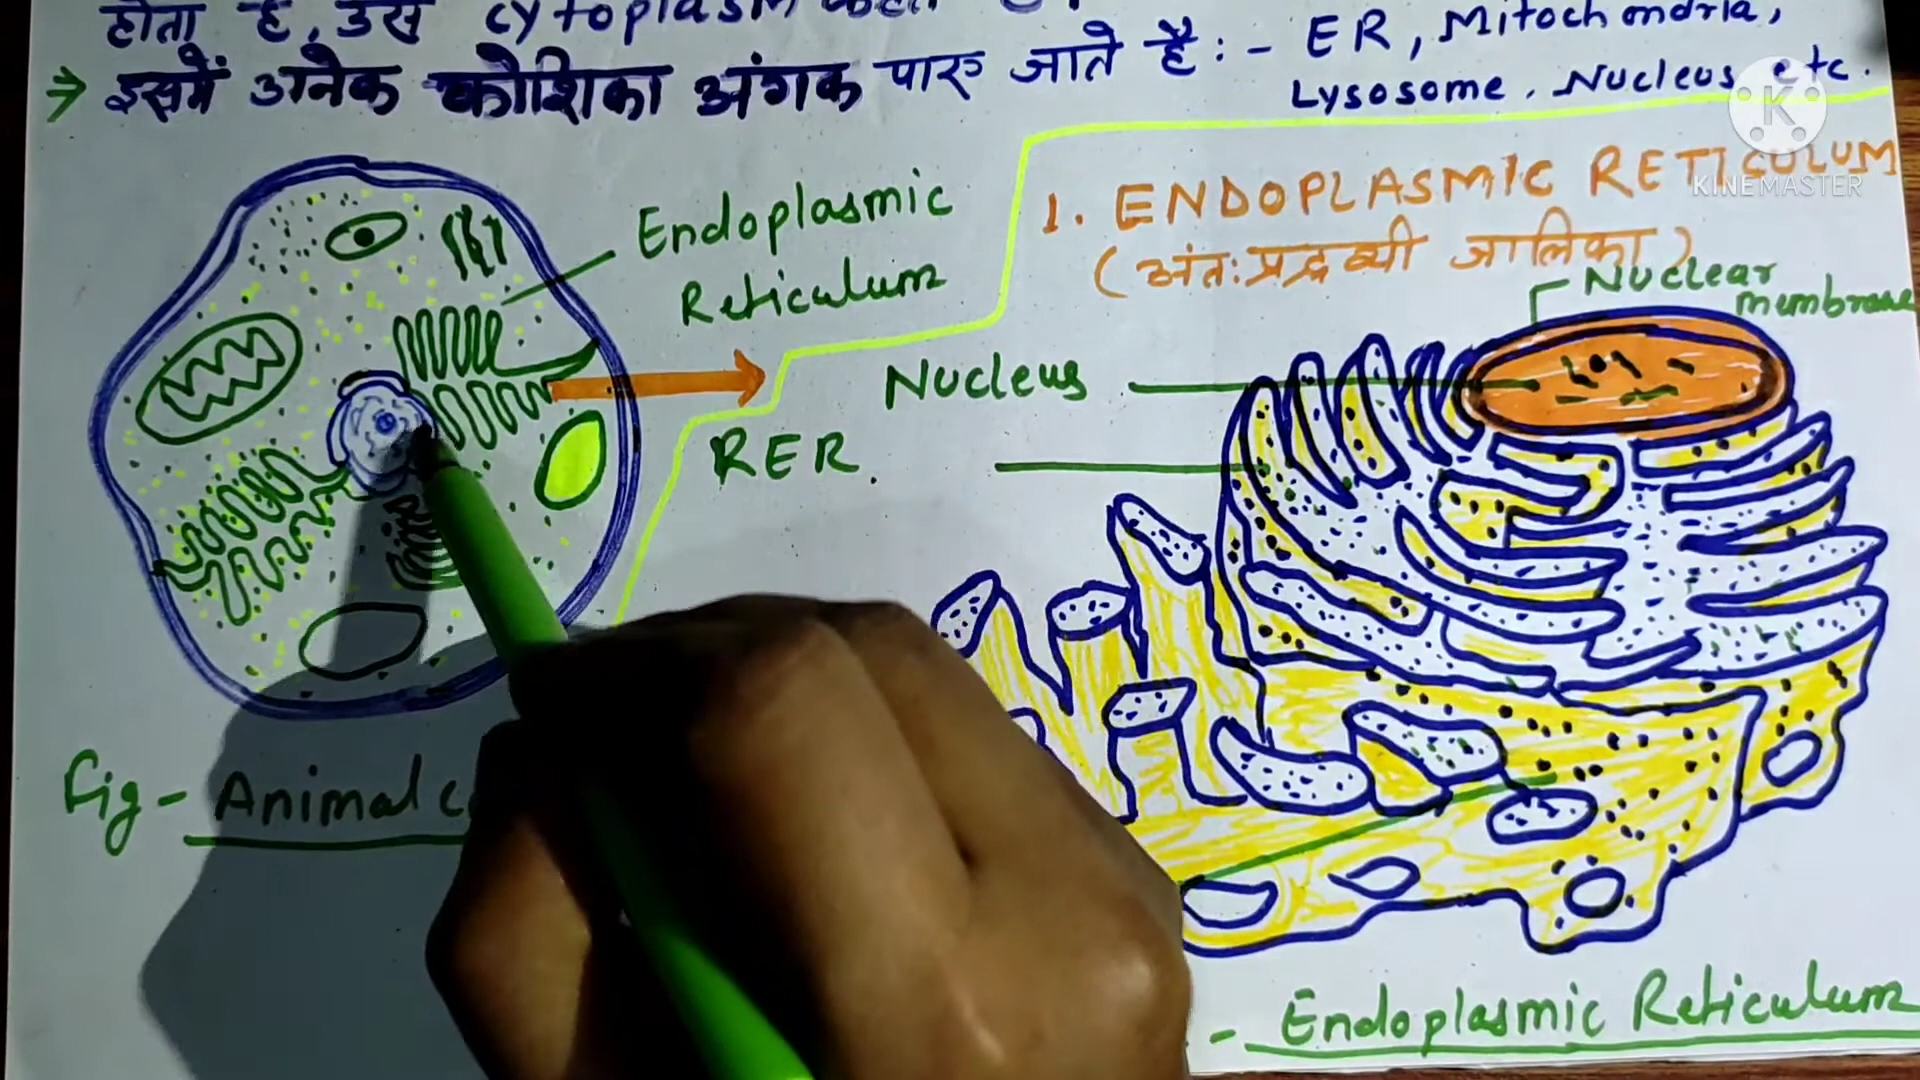 होता है, उसे cytoplasm कहते है।
⇒ इसमें अनेक कोशिका अंगक पाए जाते है : - ER, Mitochondria,
Lysosome, Nucleus etc.
Endoplasmic
Reticulum
1. ENDOPLASMIC RETICULUM
(अंतःप्रद्रव्यी जालिका)
Nuclear
membrane
Nucleus
RER
Fig - Animal
- Endoplasmic Reticulum
K
KINEMASTER